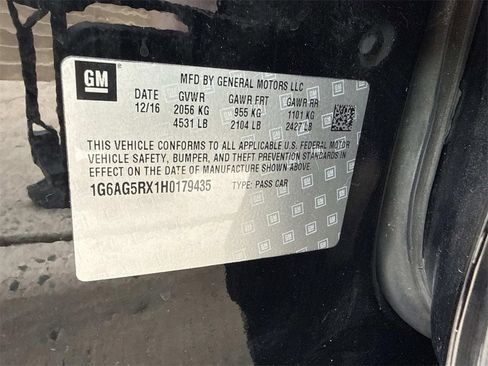 GM
MFD BY GENERAL MOTORS LLC
DATE GVWR GAWR FRT GAWR RR
12/16 2056 KG 955 KG 1101 KG
4531 LB 2104 LB 2427 LB
THIS VEHICLE CONFORMS TO ALL APPLICABLE U.S. FEDERAL MOTOR
VEHICLE SAFETY, BUMPER, AND THEFT PREVENTION STANDARDS IN
EFFECT ON THE DATE OF MANUFACTURE SHOWN ABOVE.
1G6AG5RX1H0179435 TYPE: PASS CAR